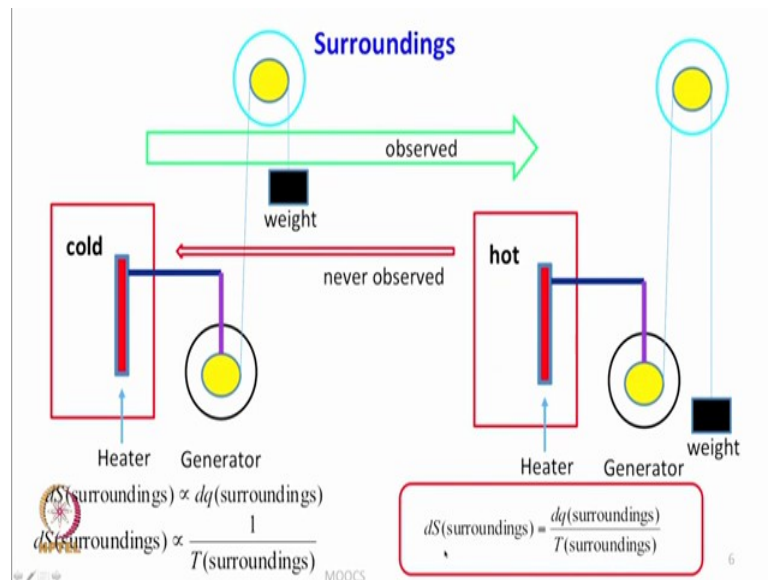 Surroundings
observed
weight
cold
never observed
hot
weight
Heater Generator
Heater Generator
dS(surroundings) ∝ dq(surroundings)
dS(surroundings) ∝ 1/T(surroundings)
dS(surroundings) = dq(surroundings)/T(surroundings)
NPTEL
MOOCS
6